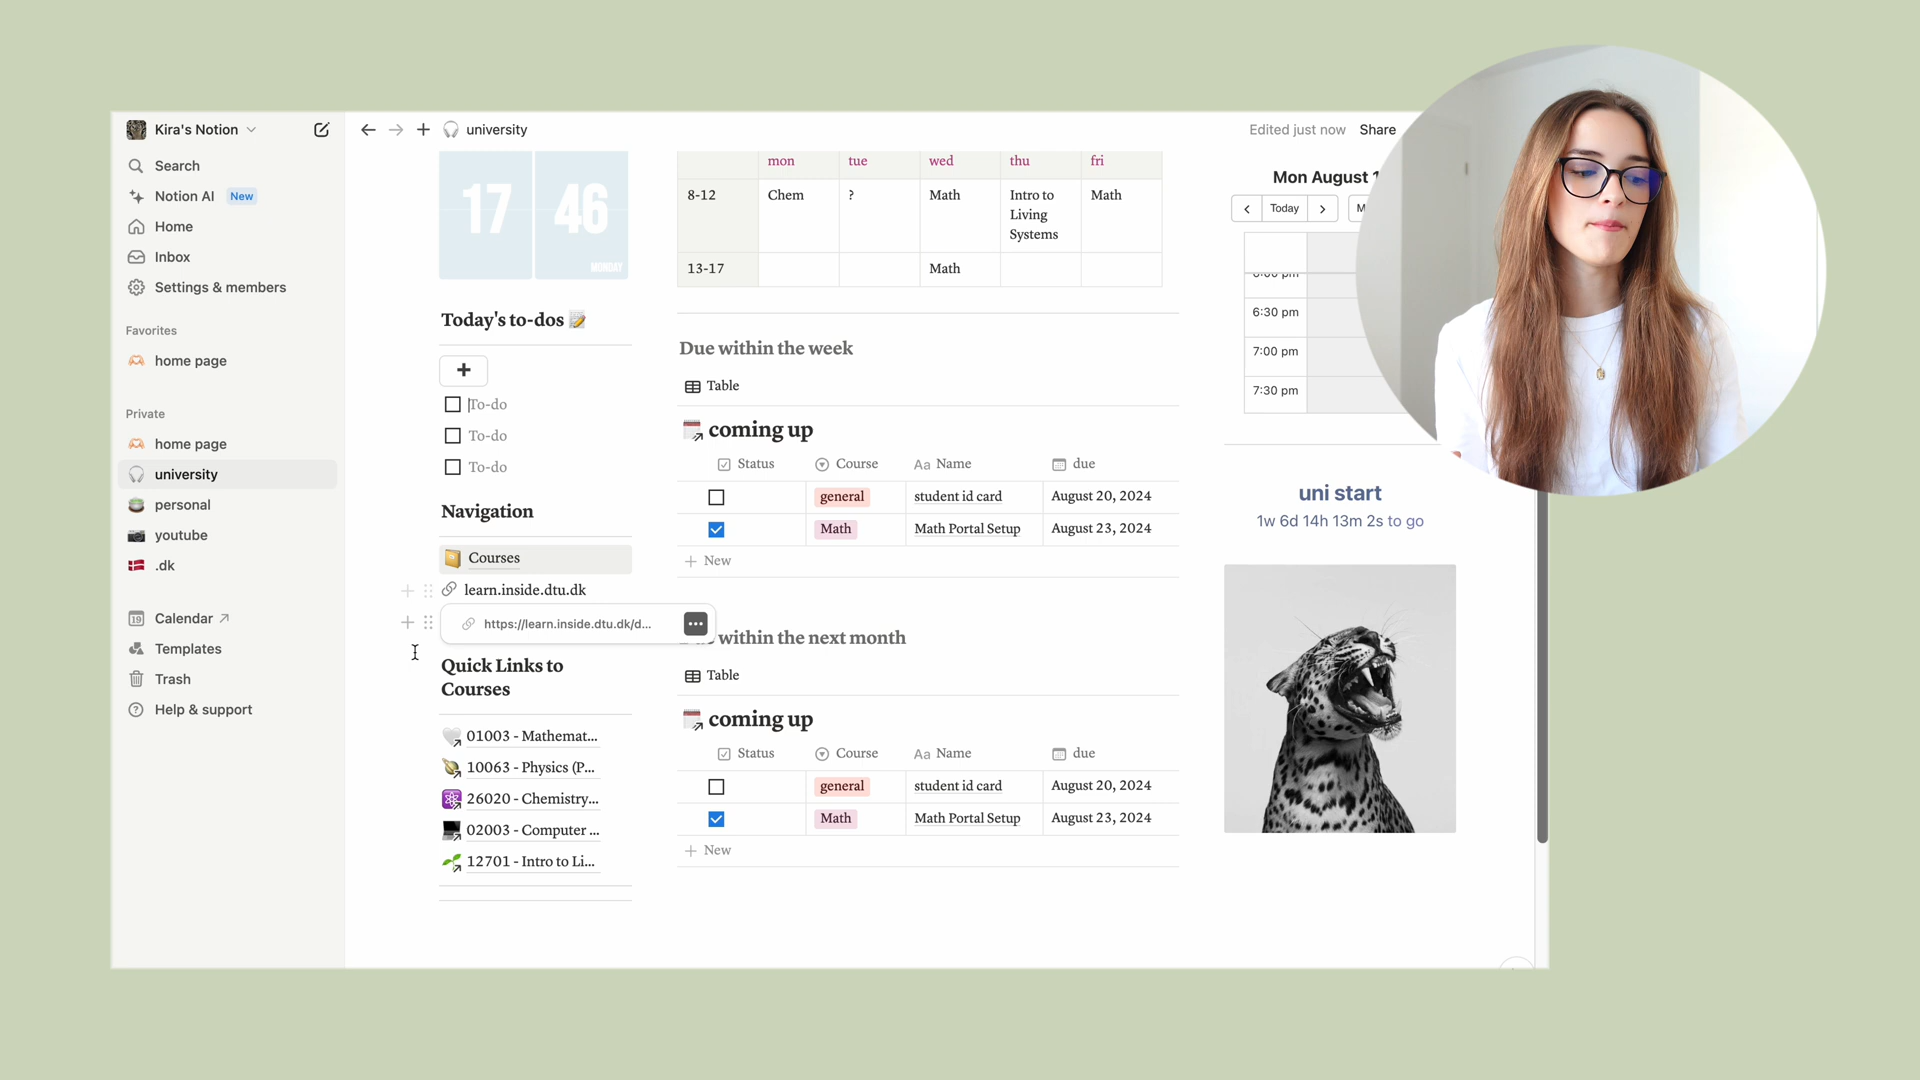 Kira's Notion
Search
Notion AI New
Home
Inbox
Settings & members
Favorites
home page
Private
home page
university
personal
youtube
.dk
19 Calendar
Templates
Trash
Help & support
university
Edited just now Share
17 46
MONDAY
Today's to-dos
To-do
To-do
To-do
Navigation
Courses
learn.inside.dtu.dk
https://learn.inside.dtu.dk/d...
Quick Links to
Courses
01003 - Mathemat...
10063 - Physics (P...
26020 - Chemistry...
02003 - Computer ...
12701 - Intro to Li...
mon tue wed thu fri
8-12 Chem ? Math Intro to Living Systems Math
13-17 Math
Due within the week
Table
coming up
Status Course Aa Name due
general student id card August 20, 2024
Math Math Portal Setup August 23, 2024
New
within the next month
Table
coming up
Status Course Aa Name due
general student id card August 20, 2024
Math Math Portal Setup August 23, 2024
New
Mon August
Today
6:30 pm
7:00 pm
7:30 pm
uni start
1w 6d 14h 13m 2s to go